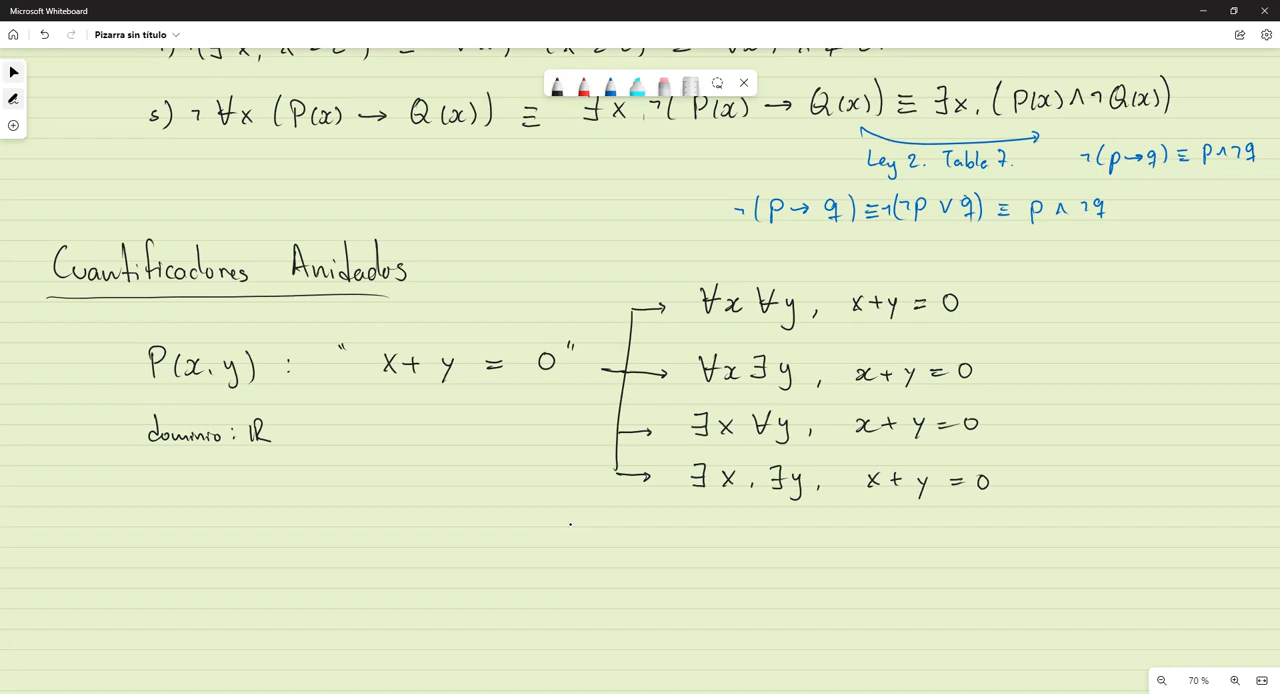 Microsoft Whiteboard
Pizarra sin título
s) ¬∀x (P(x) → Q(x)) ≡ ∃x, ¬(P(x) → Q(x)) ≡ ∃x, (P(x) ∧ ¬Q(x))
Ley 2. Table 7. ¬(p→q) ≡ p∧¬q
¬(p → q) ≡ ¬(¬p ∨ q) ≡ p ∧ ¬q
Cuantificadores Anidados
∀x ∀y, x+y = 0
P(x,y) : "x+y = 0"
∀x ∃y, x+y=0
dominio: ℝ
∃x ∀y, x+y=0
∃x, ∃y, x+y = 0
70 %